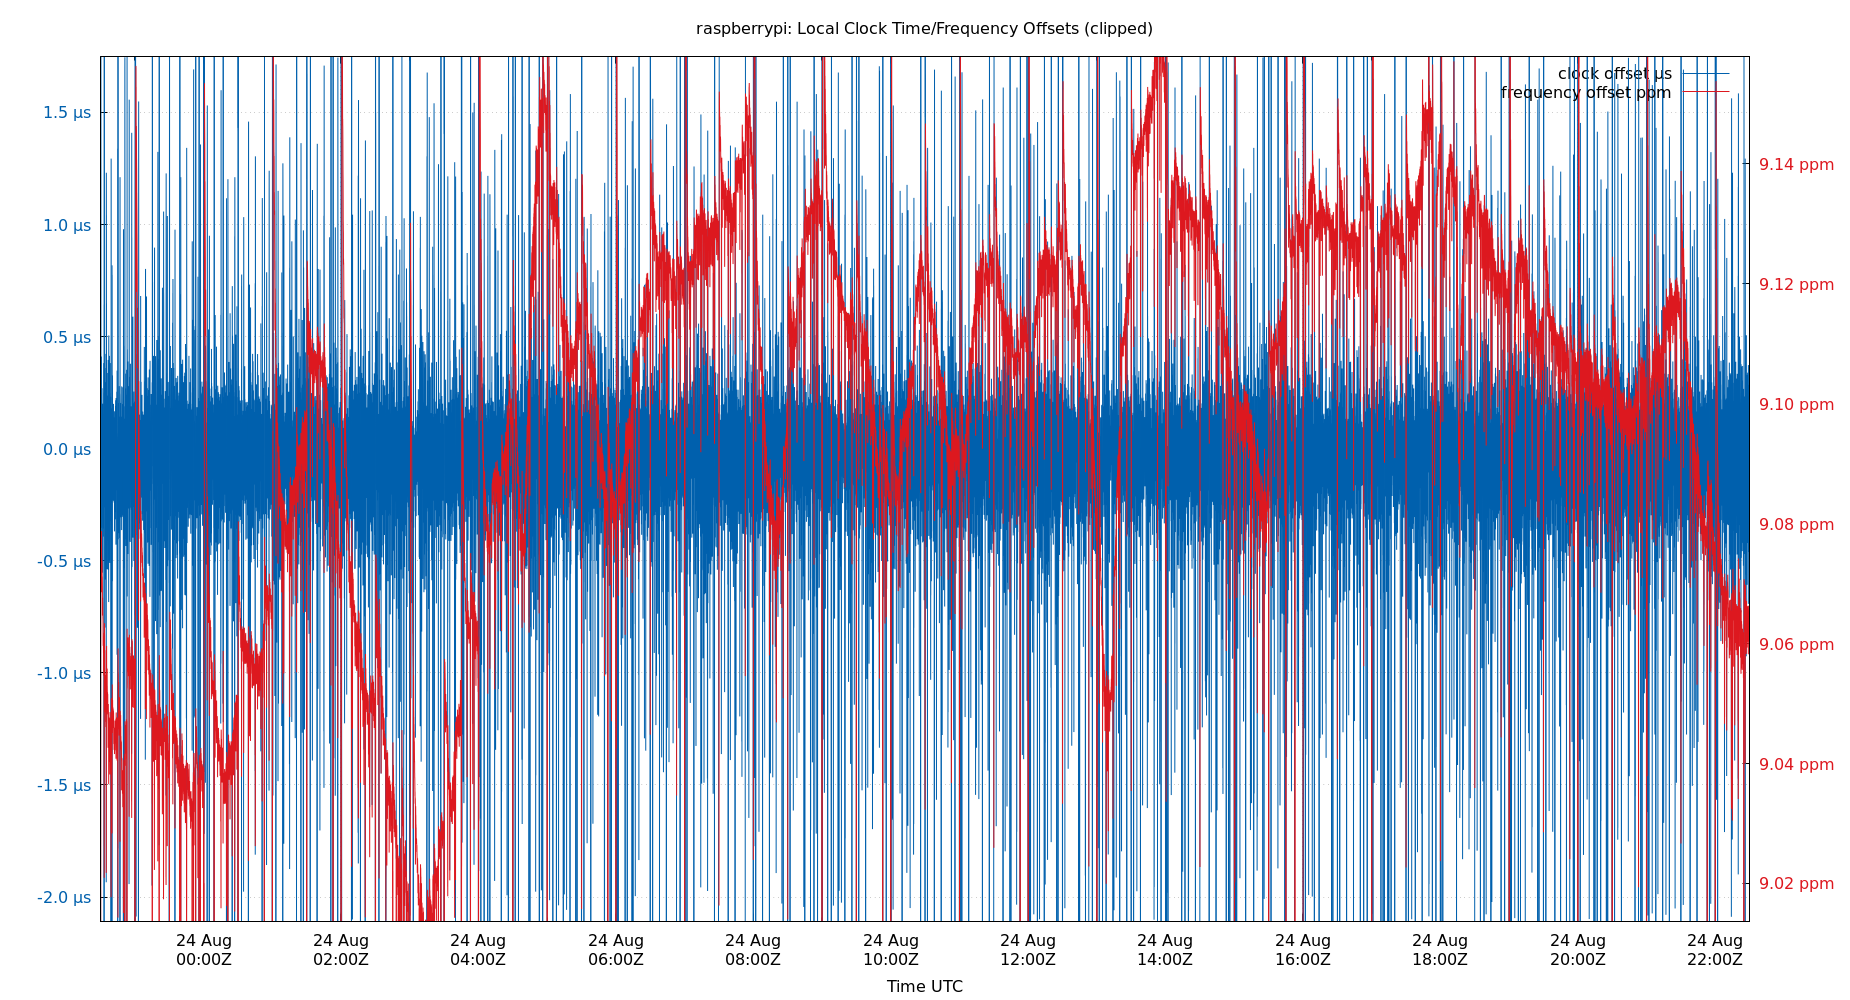 raspberrypi: Local Clock Time/Frequency Offsets (clipped)
clock offset µs
frequency offset ppm
1.5 µs
1.0 µs
0.5 µs
0.0 µs
-0.5 µs
-1.0 µs
-1.5 µs
-2.0 µs
9.14 ppm
9.12 ppm
9.10 ppm
9.08 ppm
9.06 ppm
9.04 ppm
9.02 ppm
24 Aug 24 Aug 24 Aug 24 Aug 24 Aug 24 Aug 24 Aug 24 Aug 24 Aug 24 Aug 24 Aug 24 Aug
00:00Z 02:00Z 04:00Z 06:00Z 08:00Z 10:00Z 12:00Z 14:00Z 16:00Z 18:00Z 20:00Z 22:00Z
Time UTC